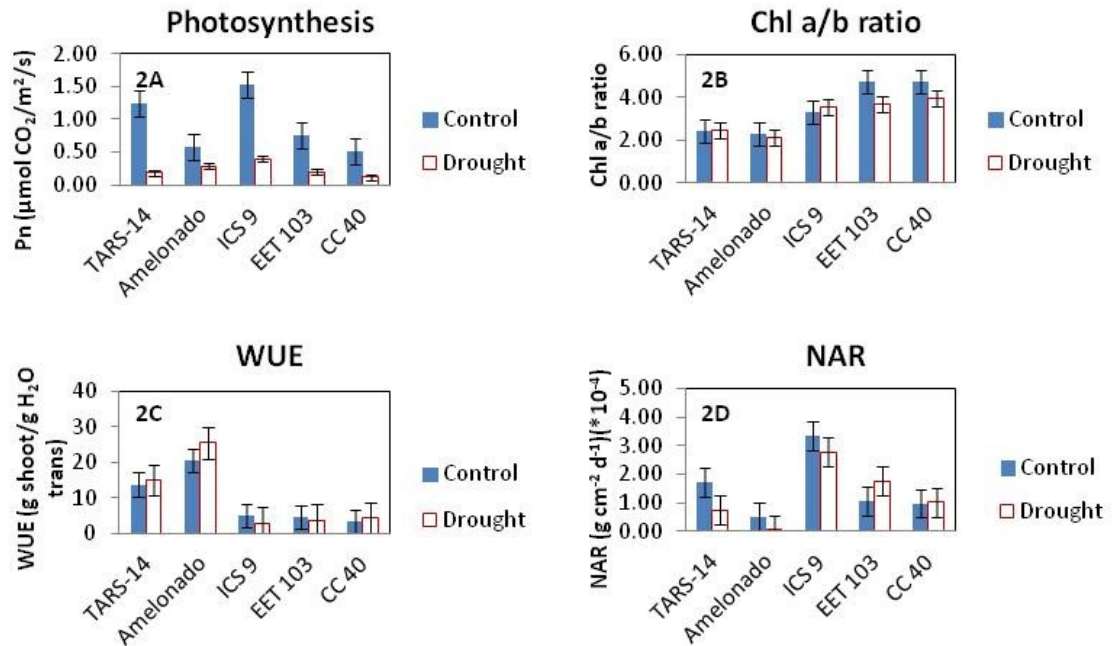 Photosynthesis
2A
Pn (µmol CO₂/m²/s)
2.00
1.50
1.00
0.50
0.00
TARS-14
Amelonado
ICS 9
EET 103
CC 40
Control
Drought
Chl a/b ratio
2B
Chl a/b ratio
6.00
4.00
2.00
0.00
TARS-14
Amelonado
ICS 9
EET 103
CC 40
Control
Drought
WUE
2C
WUE (g shoot/g H₂O
trans)
40
30
20
10
0
TARS-14
Amelonado
ICS 9
EET 103
CC 40
Control
Drought
NAR
2D
NAR (g cm⁻² d⁻¹)(*10⁻⁴)
5.00
4.00
3.00
2.00
1.00
0.00
TARS-14
Amelonado
ICS 9
EET 103
CC 40
Control
Drought